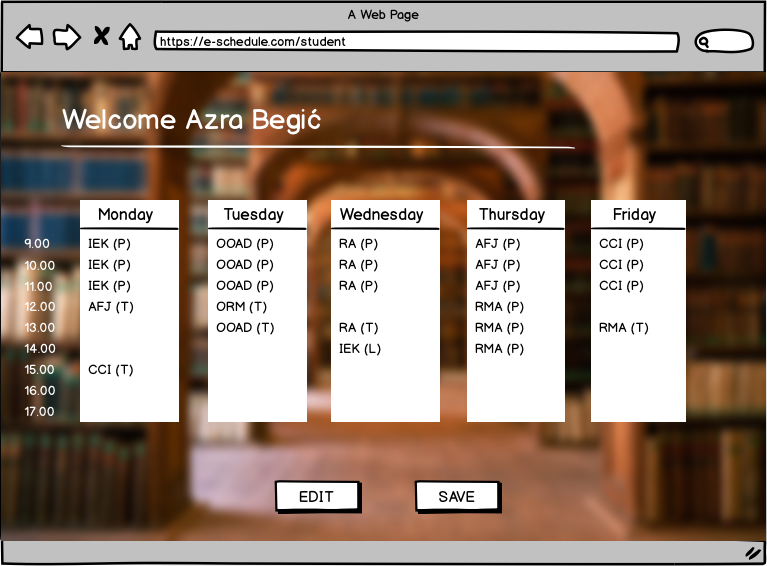 A Web Page
https://e-schedule.com/student
Welcome Azra Begić
Monday Tuesday Wednesday Thursday Friday
9.00 IEK (P) OOAD (P) RA (P) AFJ (P) CCI (P)
10.00 IEK (P) OOAD (P) RA (P) AFJ (P) CCI (P)
11.00 IEK (P) OOAD (P) RA (P) AFJ (P) CCI (P)
12.00 AFJ (T) ORM (T) RMA (P)
13.00 OOAD (T) RA (T) RMA (P) RMA (T)
14.00 IEK (L) RMA (P)
15.00 CCI (T)
16.00
17.00
EDIT SAVE